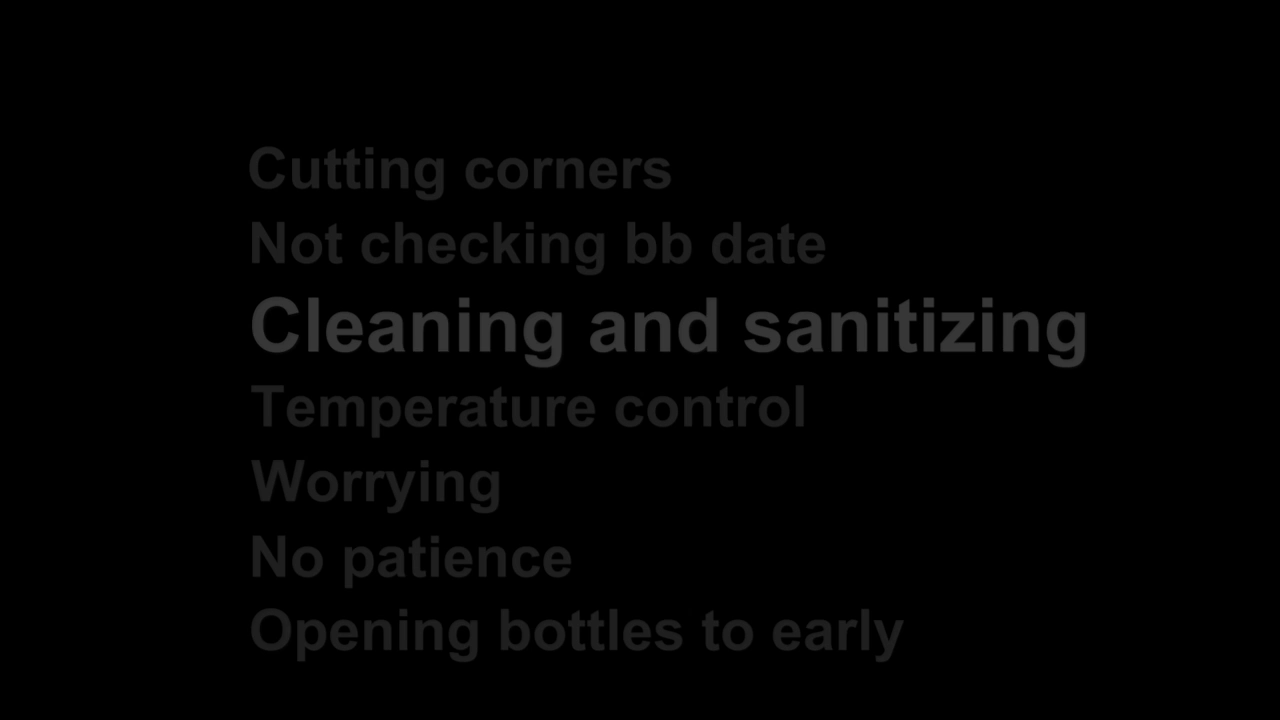 Cutting corners
Not checking bb date
Cleaning and sanitizing
Temperature control
Worrying
No patience
Opening bottles to early